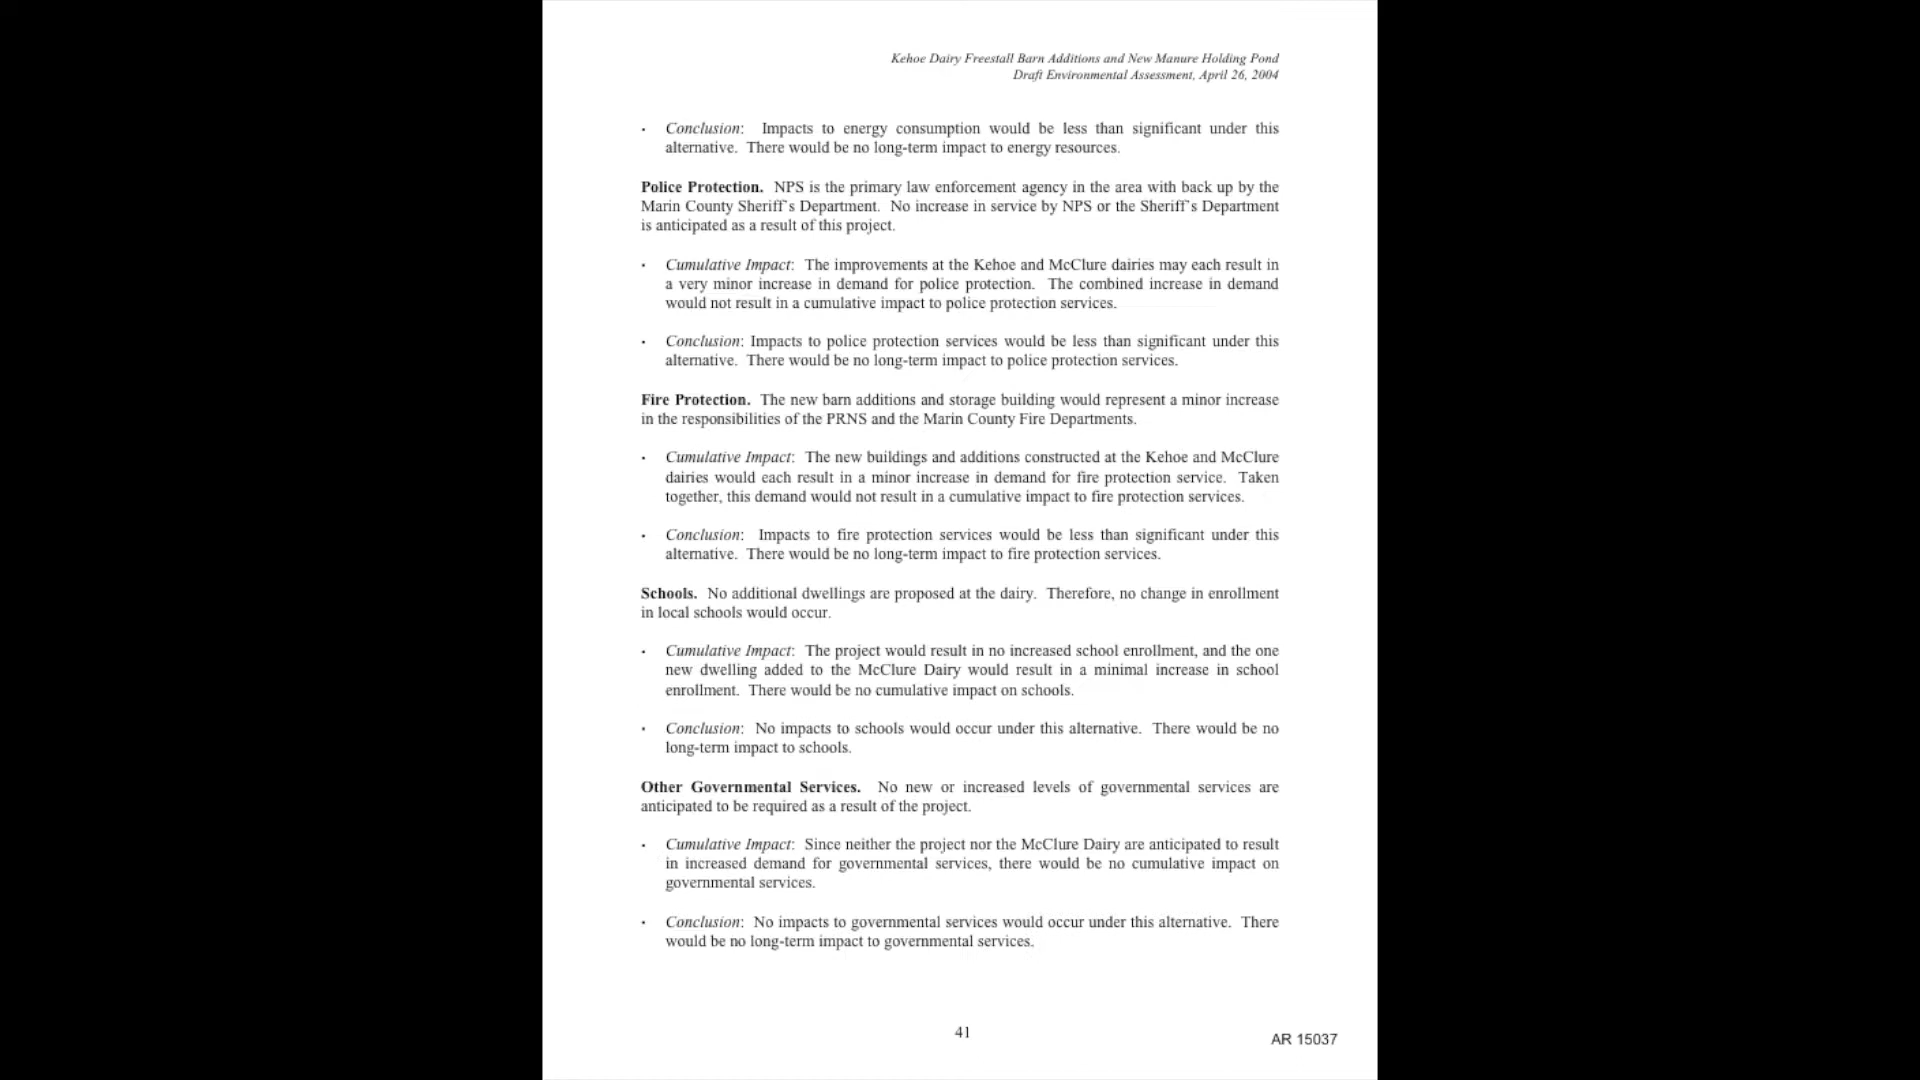 Kehoe Dairy Freestall Barn Additions and New Manure Holding Pond
Draft Environmental Assessment, April 26, 2004
· Conclusion: Impacts to energy consumption would be less than significant under this
alternative. There would be no long-term impact to energy resources.
Police Protection. NPS is the primary law enforcement agency in the area with back up by the
Marin County Sheriff's Department. No increase in service by NPS or the Sheriff's Department
is anticipated as a result of this project.
· Cumulative Impact: The improvements at the Kehoe and McClure dairies may each result in
a very minor increase in demand for police protection. The combined increase in demand
would not result in a cumulative impact to police protection services.
· Conclusion: Impacts to police protection services would be less than significant under this
alternative. There would be no long-term impact to police protection services.
Fire Protection. The new barn additions and storage building would represent a minor increase
in the responsibilities of the PRNS and the Marin County Fire Departments.
· Cumulative Impact: The new buildings and additions constructed at the Kehoe and McClure
dairies would each result in a minor increase in demand for fire protection service. Taken
together, this demand would not result in a cumulative impact to fire protection services.
· Conclusion: Impacts to fire protection services would be less than significant under this
alternative. There would be no long-term impact to fire protection services.
Schools. No additional dwellings are proposed at the dairy. Therefore, no change in enrollment
in local schools would occur.
· Cumulative Impact: The project would result in no increased school enrollment, and the one
new dwelling added to the McClure Dairy would result in a minimal increase in school
enrollment. There would be no cumulative impact on schools.
· Conclusion: No impacts to schools would occur under this alternative. There would be no
long-term impact to schools.
Other Governmental Services. No new or increased levels of governmental services are
anticipated to be required as a result of the project.
· Cumulative Impact: Since neither the project nor the McClure Dairy are anticipated to result
in increased demand for governmental services, there would be no cumulative impact on
governmental services.
· Conclusion: No impacts to governmental services would occur under this alternative. There
would be no long-term impact to governmental services.
41
AR 15037